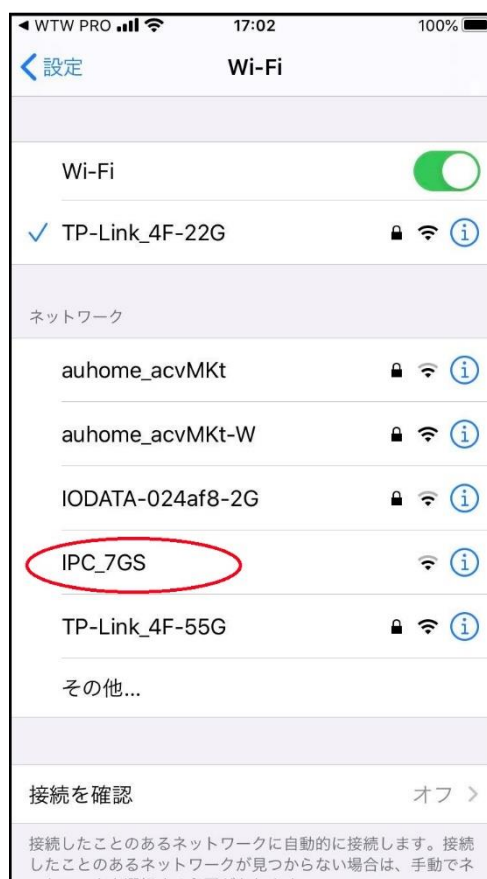 ◀ WTW PRO 17:02 100%
設定 Wi-Fi
Wi-Fi
TP-Link_4F-22G
ネットワーク
auhome_acvMKt
auhome_acvMKt-W
IODATA-024af8-2G
IPC_7GS
TP-Link_4F-55G
その他...
接続を確認 オフ
接続したことのあるネットワークに自動的に接続します。接続
したことのあるネットワークが見つからない場合は、手動でネ